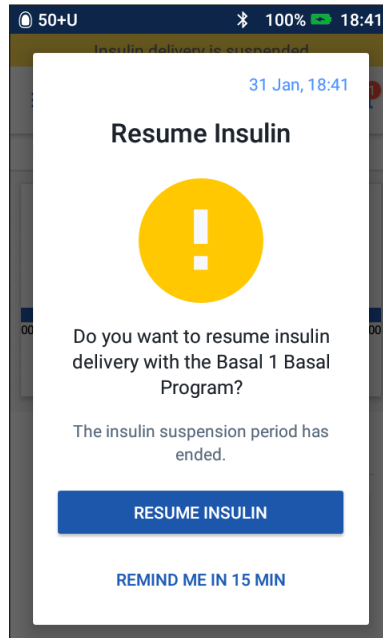 50+U 100% 18:41
Insulin delivery is suspended
31 Jan, 18:41
1
Resume Insulin
Do you want to resume insulin
delivery with the Basal 1 Basal
Program?
The insulin suspension period has
ended.
RESUME INSULIN
REMIND ME IN 15 MIN